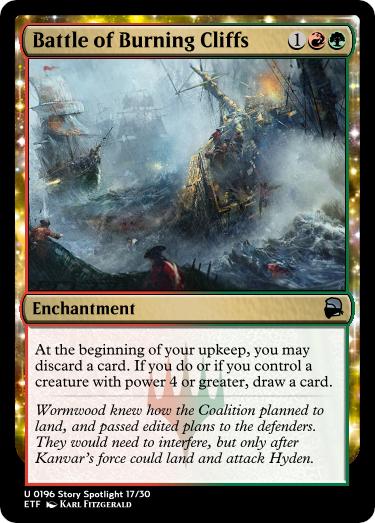 Battle of Burning Cliffs 1
Enchantment
At the beginning of your upkeep, you may
discard a card. If you do or if you control a
creature with power 4 or greater, draw a card.
Wormwood knew how the Coalition planned to
land, and passed edited plans to the defenders.
They would need to interfere, but only after
Kanvar's force could land and attack Hyden.
U 0196 Story Spotlight 17/30
ETF Karl Fitzgerald